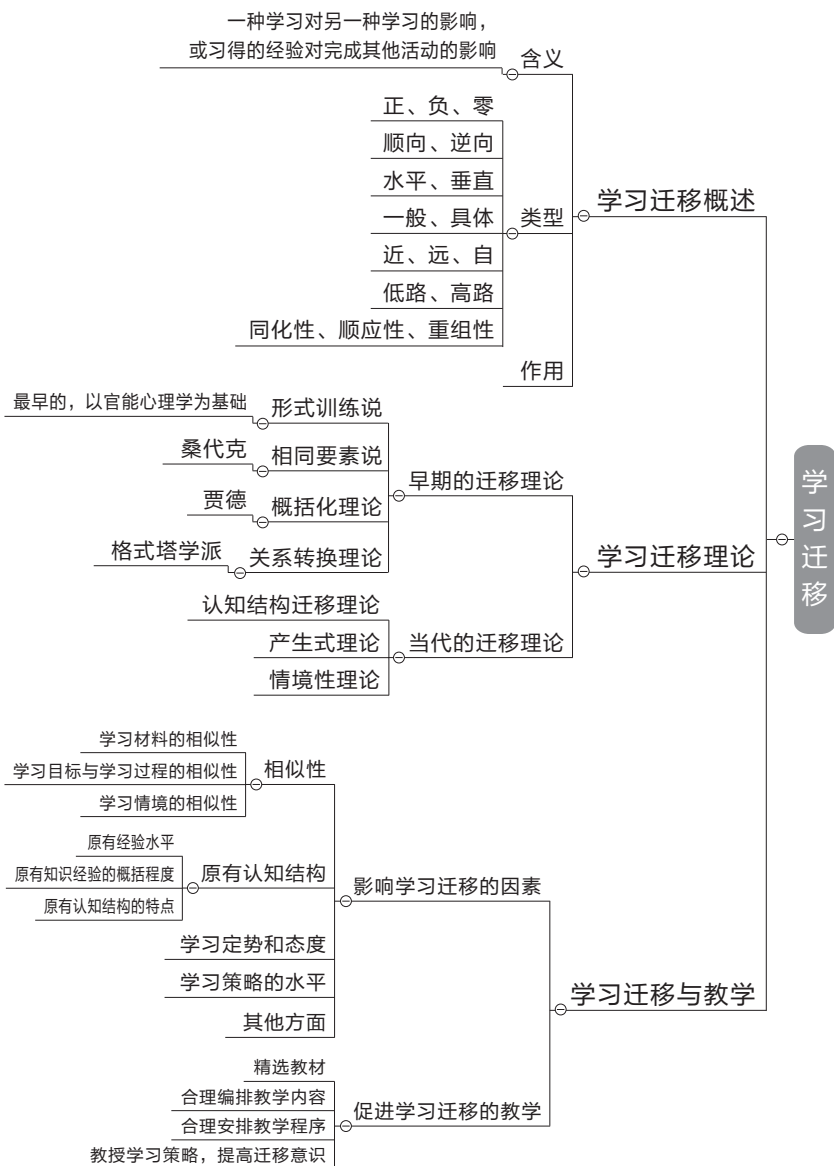 学习迁移
学习迁移概述
含义
一种学习对另一种学习的影响，
或习得的经验对完成其他活动的影响
类型
正、负、零
顺向、逆向
水平、垂直
一般、具体
近、远、自
低路、高路
同化性、顺应性、重组性
作用
学习迁移理论
早期的迁移理论
形式训练说
最早的，以官能心理学为基础
相同要素说
桑代克
概括化理论
贾德
关系转换理论
格式塔学派
当代的迁移理论
认知结构迁移理论
产生式理论
情境性理论
学习迁移与教学
影响学习迁移的因素
相似性
学习材料的相似性
学习目标与学习过程的相似性
学习情境的相似性
原有认知结构
原有经验水平
原有知识经验的概括程度
原有认知结构的特点
学习定势和态度
学习策略的水平
其他方面
促进学习迁移的教学
精选教材
合理编排教学内容
合理安排教学程序
教授学习策略，提高迁移意识